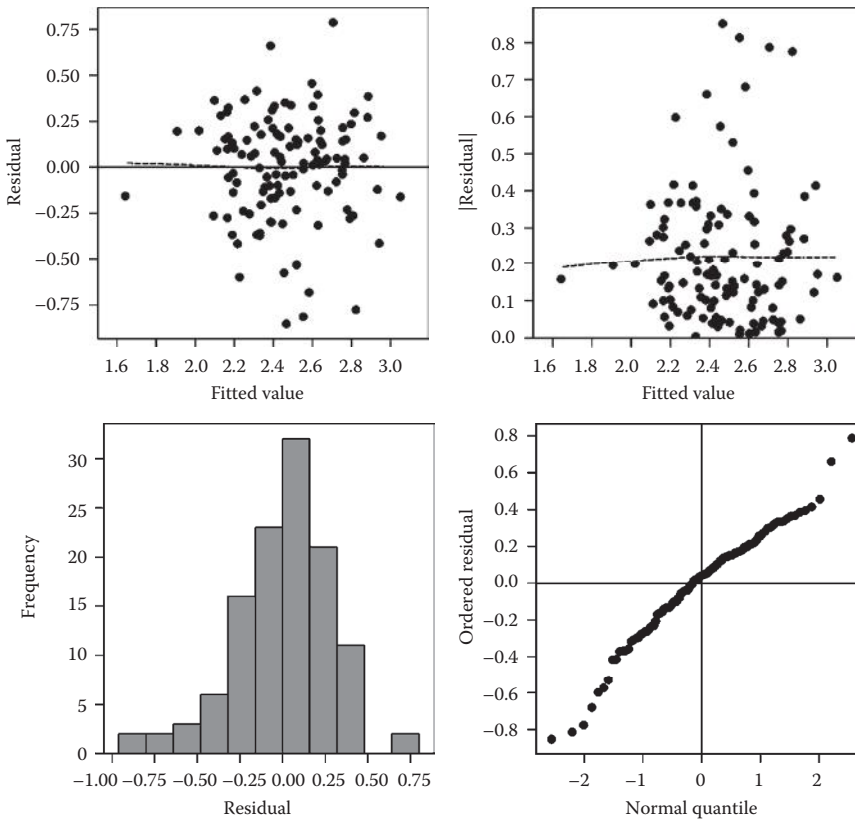 0.75
0.50
0.25
0.00
−0.25
−0.50
−0.75
Residual
1.6 1.8 2.0 2.2 2.4 2.6 2.8 3.0
Fitted value
0.8
0.7
0.6
0.5
0.4
0.3
0.2
0.1
0.0
|Residual|
1.6 1.8 2.0 2.2 2.4 2.6 2.8 3.0
Fitted value
30
25
20
15
10
5
0
Frequency
−1.00 −0.75 −0.50 −0.25 0.00 0.25 0.50 0.75
Residual
0.8
0.6
0.4
0.2
0.0
−0.2
−0.4
−0.6
−0.8
Ordered residual
−2 −1 0 1 2
Normal quantile